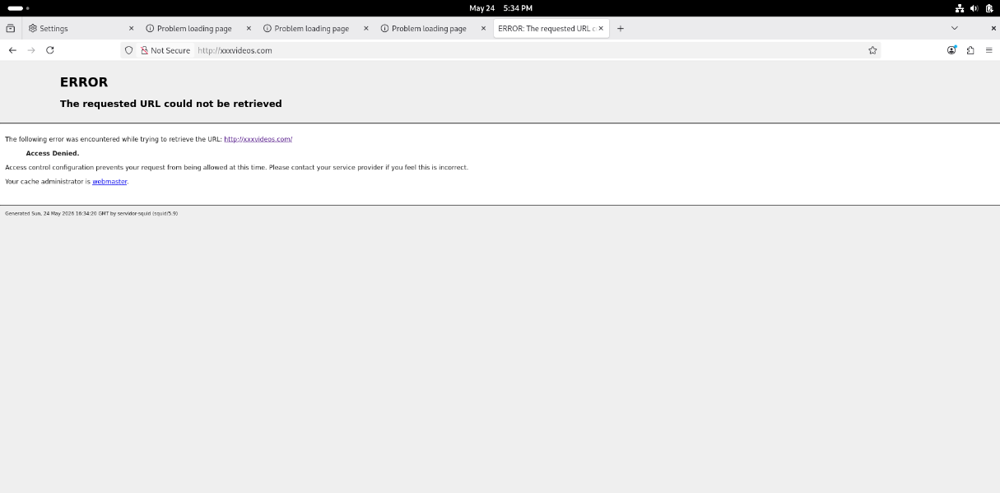 May 24 5:34 PM
Settings
Problem loading page
Problem loading page
Problem loading page
ERROR: The requested URL c
Not Secure http://xxxvideos.com
ERROR
The requested URL could not be retrieved
The following error was encountered while trying to retrieve the URL: http://xxxvideos.com/
Access Denied.
Access control configuration prevents your request from being allowed at this time. Please contact your service provider if you feel this is incorrect.
Your cache administrator is webmaster.
Generated Sun, 24 May 2026 16:34:20 GMT by servidor-squid (squid/5.9)